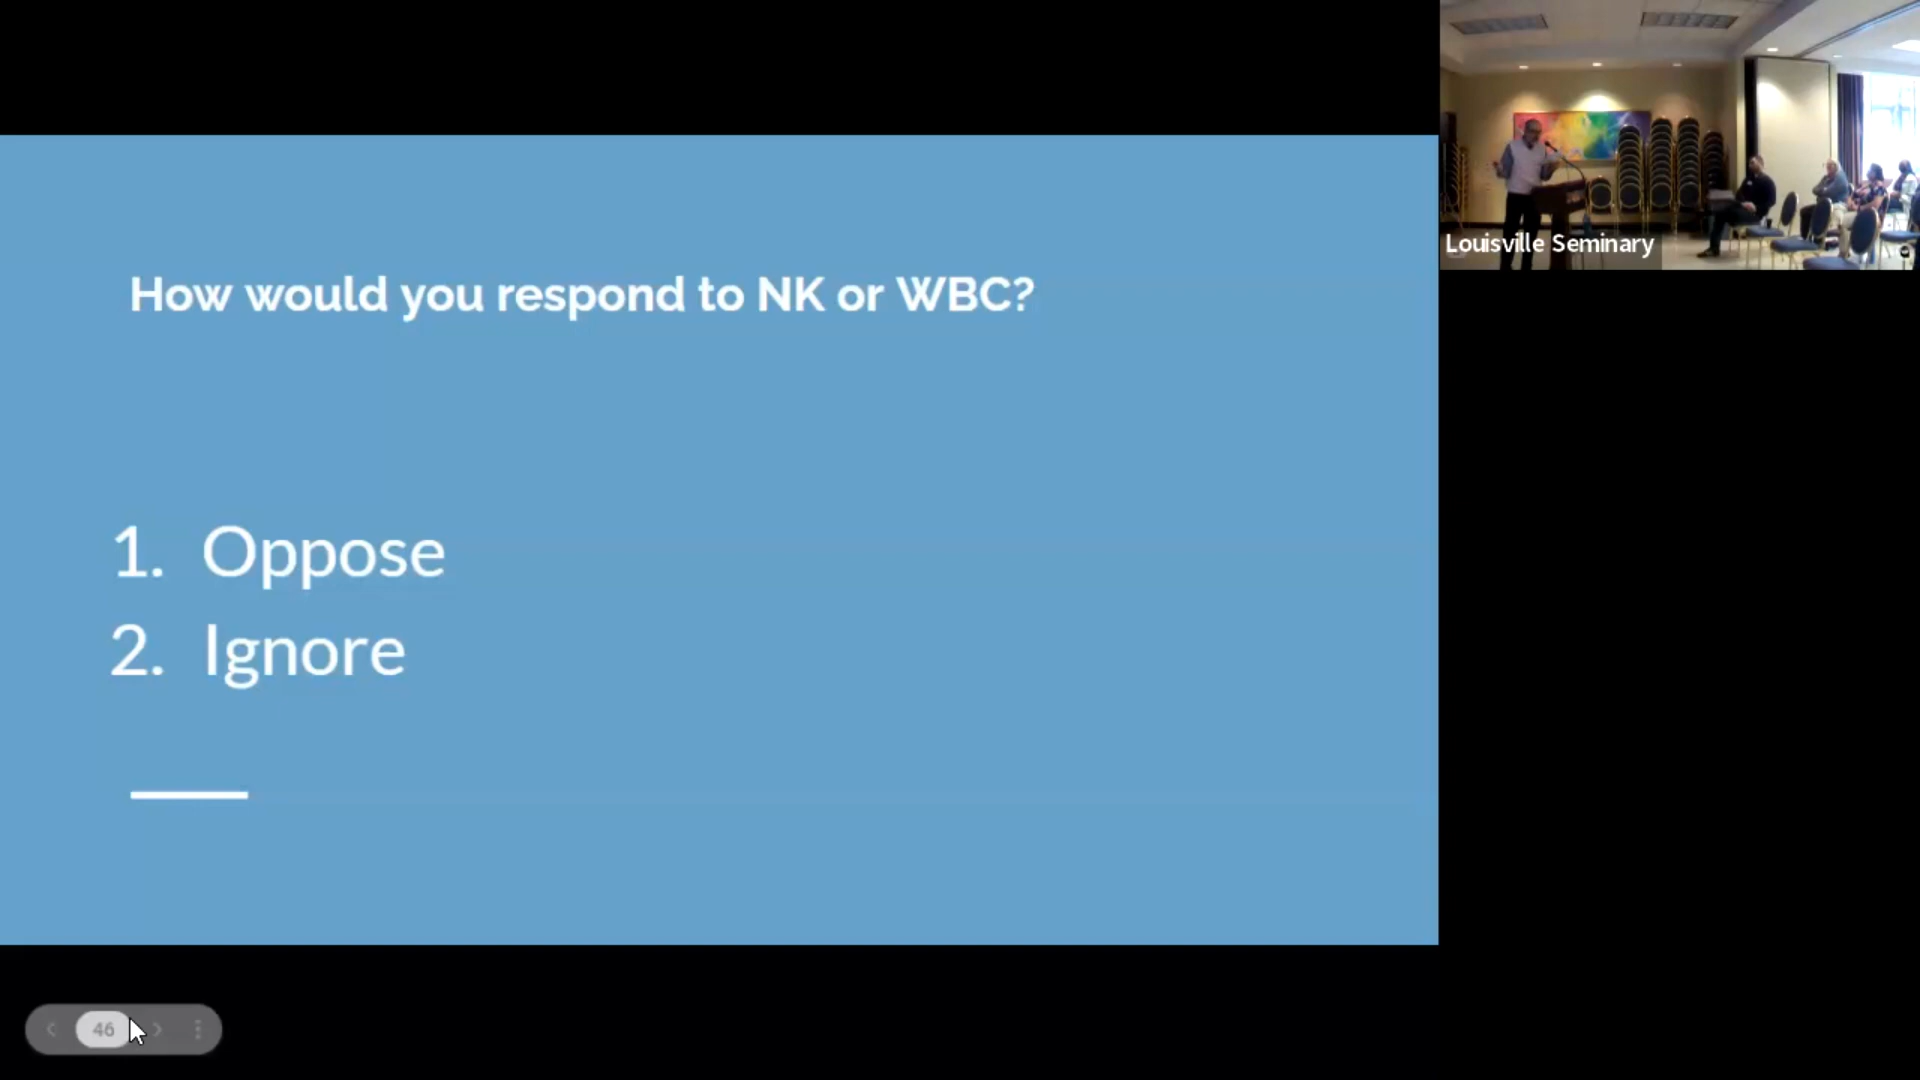 How would you respond to NK or WBC?
1. Oppose
2. Ignore
Louisville Seminary
46